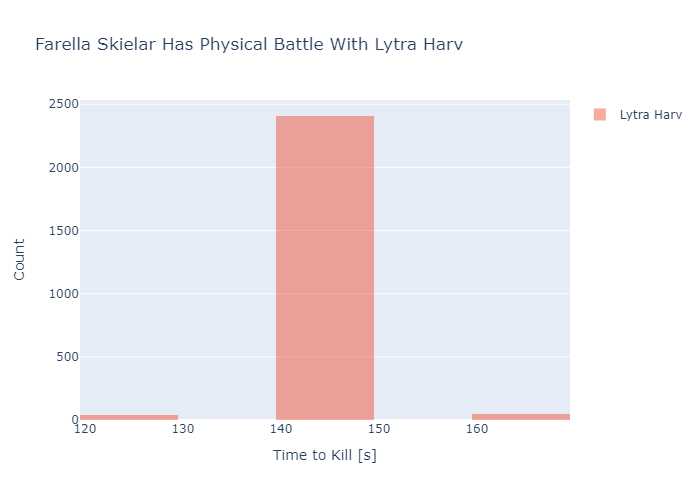 Farella Skielar Has Physical Battle With Lytra Harv
2500
2000
1500
1000
500
0
120
130
140
150
160
Count
Time to Kill [s]
Lytra Harv